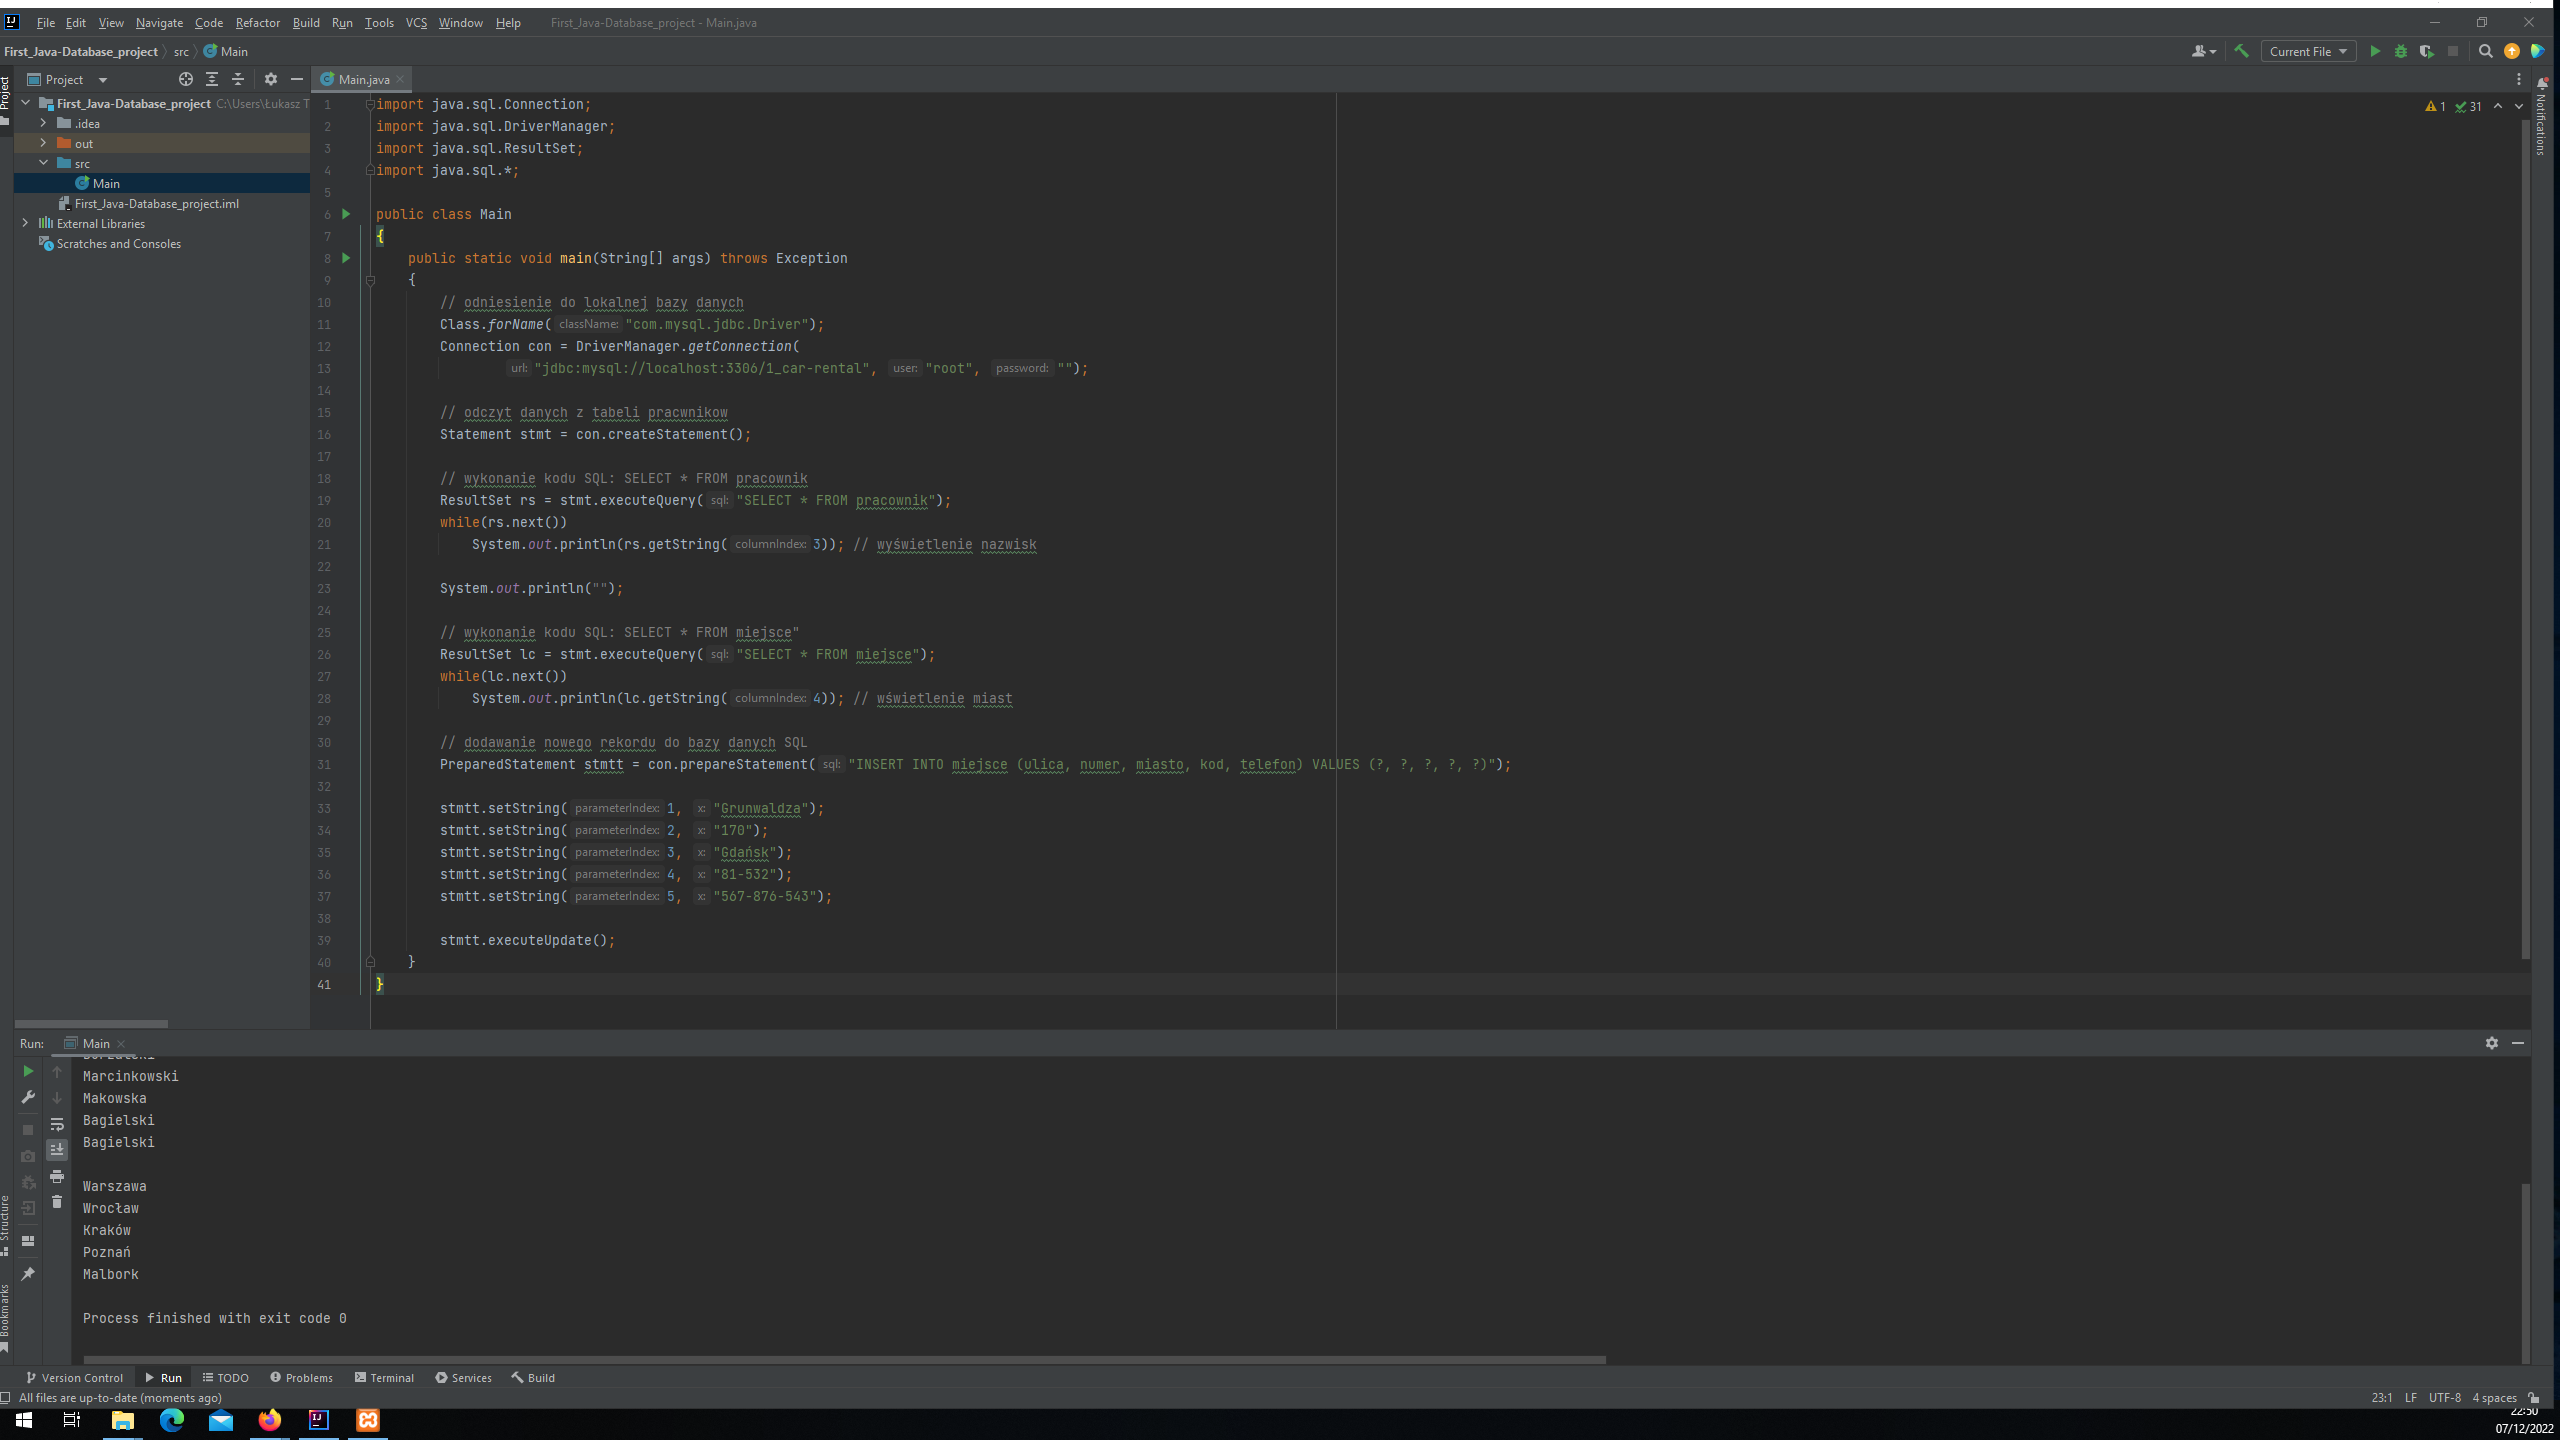 File Edit View Navigate Code Refactor Build Run Tools VCS Window Help First_Java-Database_project - Main.java
First_Java-Database_project src Main Current File
Project Main.java
Project
Notifications
First_Java-Database_project C:\Users\Łukasz T
.idea
out
src
Main
First_Java-Database_project.iml
External Libraries
Scratches and Consoles
1 31
1 import java.sql.Connection;
2 import java.sql.DriverManager;
3 import java.sql.ResultSet;
4 import java.sql.*;
5
6 public class Main
7 {
8 public static void main(String[] args) throws Exception
9 {
10 // odniesienie do lokalnej bazy danych
11 Class.forName( className: "com.mysql.jdbc.Driver");
12 Connection con = DriverManager.getConnection(
13 url: "jdbc:mysql://localhost:3306/1_car-rental", user: "root", password: "");
14
15 // odczyt danych z tabeli pracwnikow
16 Statement stmt = con.createStatement();
17
18 // wykonanie kodu SQL: SELECT * FROM pracownik
19 ResultSet rs = stmt.executeQuery( sql: "SELECT * FROM pracownik");
20 while(rs.next())
21 System.out.println(rs.getString( columnIndex: 3)); // wyświetlenie nazwisk
22
23 System.out.println("");
24
25 // wykonanie kodu SQL: SELECT * FROM miejsce"
26 ResultSet lc = stmt.executeQuery( sql: "SELECT * FROM miejsce");
27 while(lc.next())
28 System.out.println(lc.getString( columnIndex: 4)); // wświetlenie miast
29
30 // dodawanie nowego rekordu do bazy danych SQL
31 PreparedStatement stmtt = con.prepareStatement( sql: "INSERT INTO miejsce (ulica, numer, miasto, kod, telefon) VALUES (?, ?, ?, ?, ?)");
32
33 stmtt.setString( parameterIndex: 1, x: "Grunwaldza");
34 stmtt.setString( parameterIndex: 2, x: "170");
35 stmtt.setString( parameterIndex: 3, x: "Gdańsk");
36 stmtt.setString( parameterIndex: 4, x: "81-532");
37 stmtt.setString( parameterIndex: 5, x: "567-876-543");
38
39 stmtt.executeUpdate();
40 }
41 }
Run: Main
Marcinkowski
Makowska
Bagielski
Bagielski
Warszawa
Wrocław
Kraków
Poznań
Malbork
Process finished with exit code 0
Structure
Bookmarks
Version Control Run TODO Problems Terminal Services Build
All files are up-to-date (moments ago) 23:1 LF UTF-8 4 spaces
22:50
07/12/2022